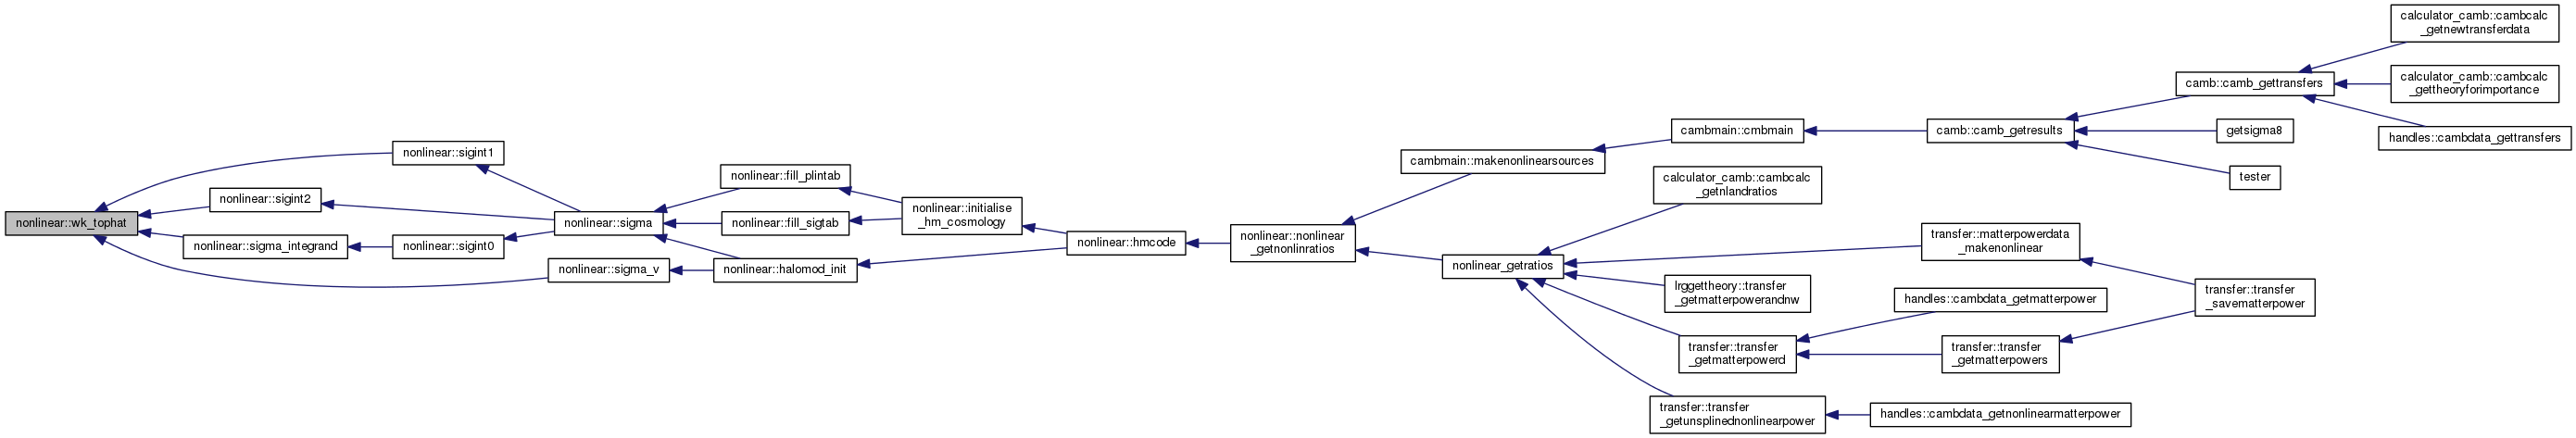 nonlinear::wk_tophat
nonlinear::sigint1
nonlinear::sigint2
nonlinear::sigma_integrand
nonlinear::sigint0
nonlinear::sigma
nonlinear::sigma_v
nonlinear::fill_plintab
nonlinear::fill_sigtab
nonlinear::halomod_init
nonlinear::initialise
_hm_cosmology
nonlinear::hmcode
nonlinear::nonlinear
_getnonlinratios
cambmain::makenonlinearsources
nonlinear_getratios
cambmain::cmbmain
calculator_camb::cambcalc
_getnlandratios
lrggettheory::transfer
_getmatterpowerandnw
transfer::transfer
_getmatterpowerd
transfer::transfer
_getunsplinednonlinearpower
camb::camb_getresults
transfer::matterpowerdata
_makenonlinear
handles::cambdata_getmatterpower
transfer::transfer
_getmatterpowers
handles::cambdata_getnonlinearmatterpower
camb::camb_gettransfers
getsigma8
tester
transfer::transfer
_savematterpower
calculator_camb::cambcalc
_getnewtransferdata
calculator_camb::cambcalc
_gettheoryforimportance
handles::cambdata_gettransfers